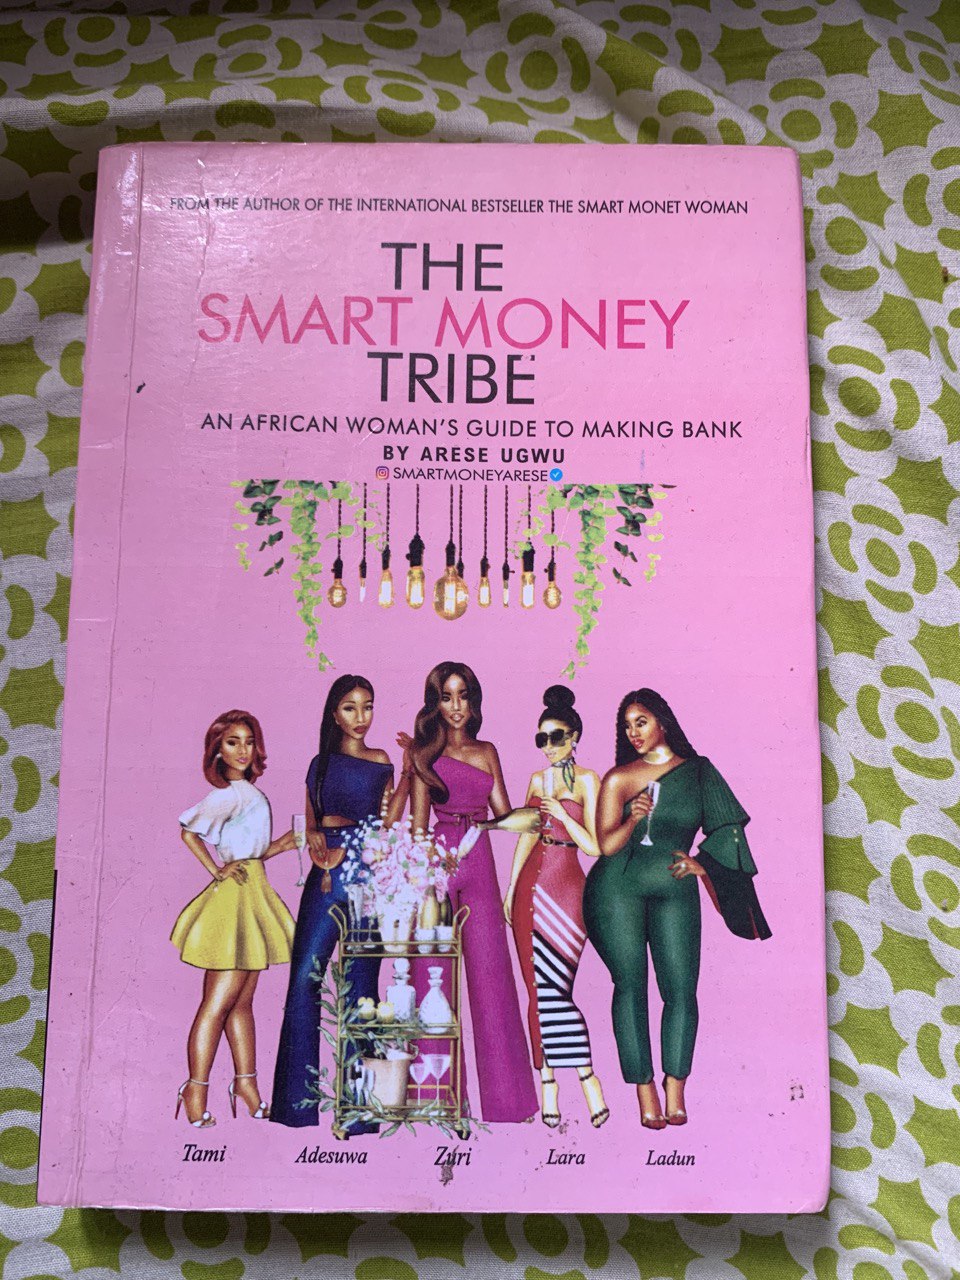 FROM THE AUTHOR OF THE INTERNATIONAL BESTSELLER THE SMART MONET WOMAN
THE
SMART MONEY
TRIBE
AN AFRICAN WOMAN'S GUIDE TO MAKING BANK
BY ARESE UGWU
SMARTMONEYARESE
Tami Adesuwa Zuri Lara Ladun